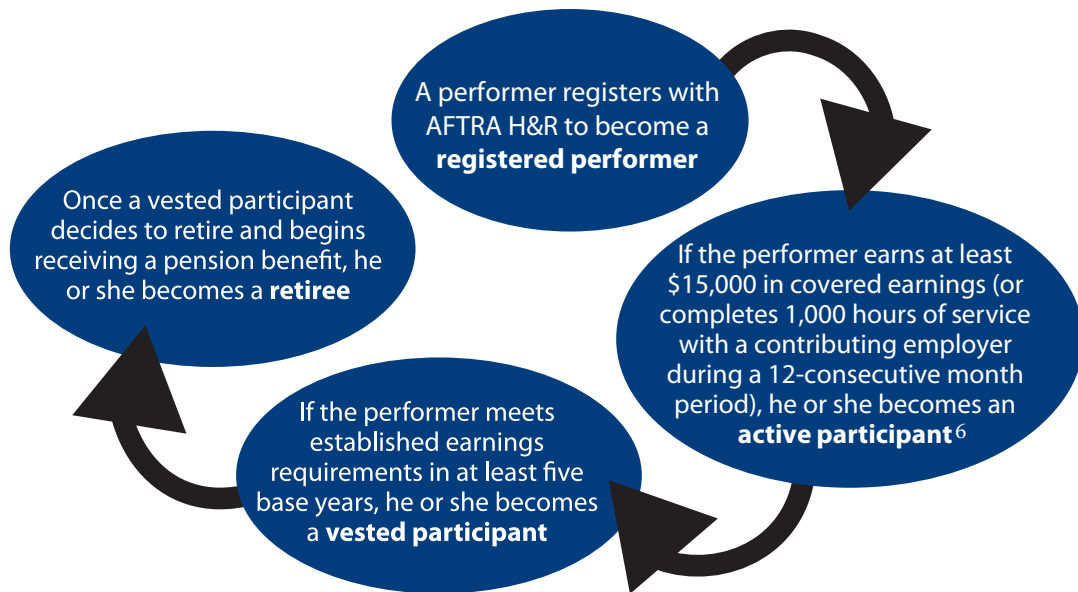 A performer registers with
AFTRA H&R to become a
registered performer
If the performer earns at least
$15,000 in covered earnings (or
completes 1,000 hours of service
with a contributing employer
during a 12-consecutive month
period), he or she becomes an
active participant6
If the performer meets
established earnings
requirements in at least five
base years, he or she becomes
a vested participant
Once a vested participant
decides to retire and begins
receiving a pension benefit, he
or she becomes a retiree